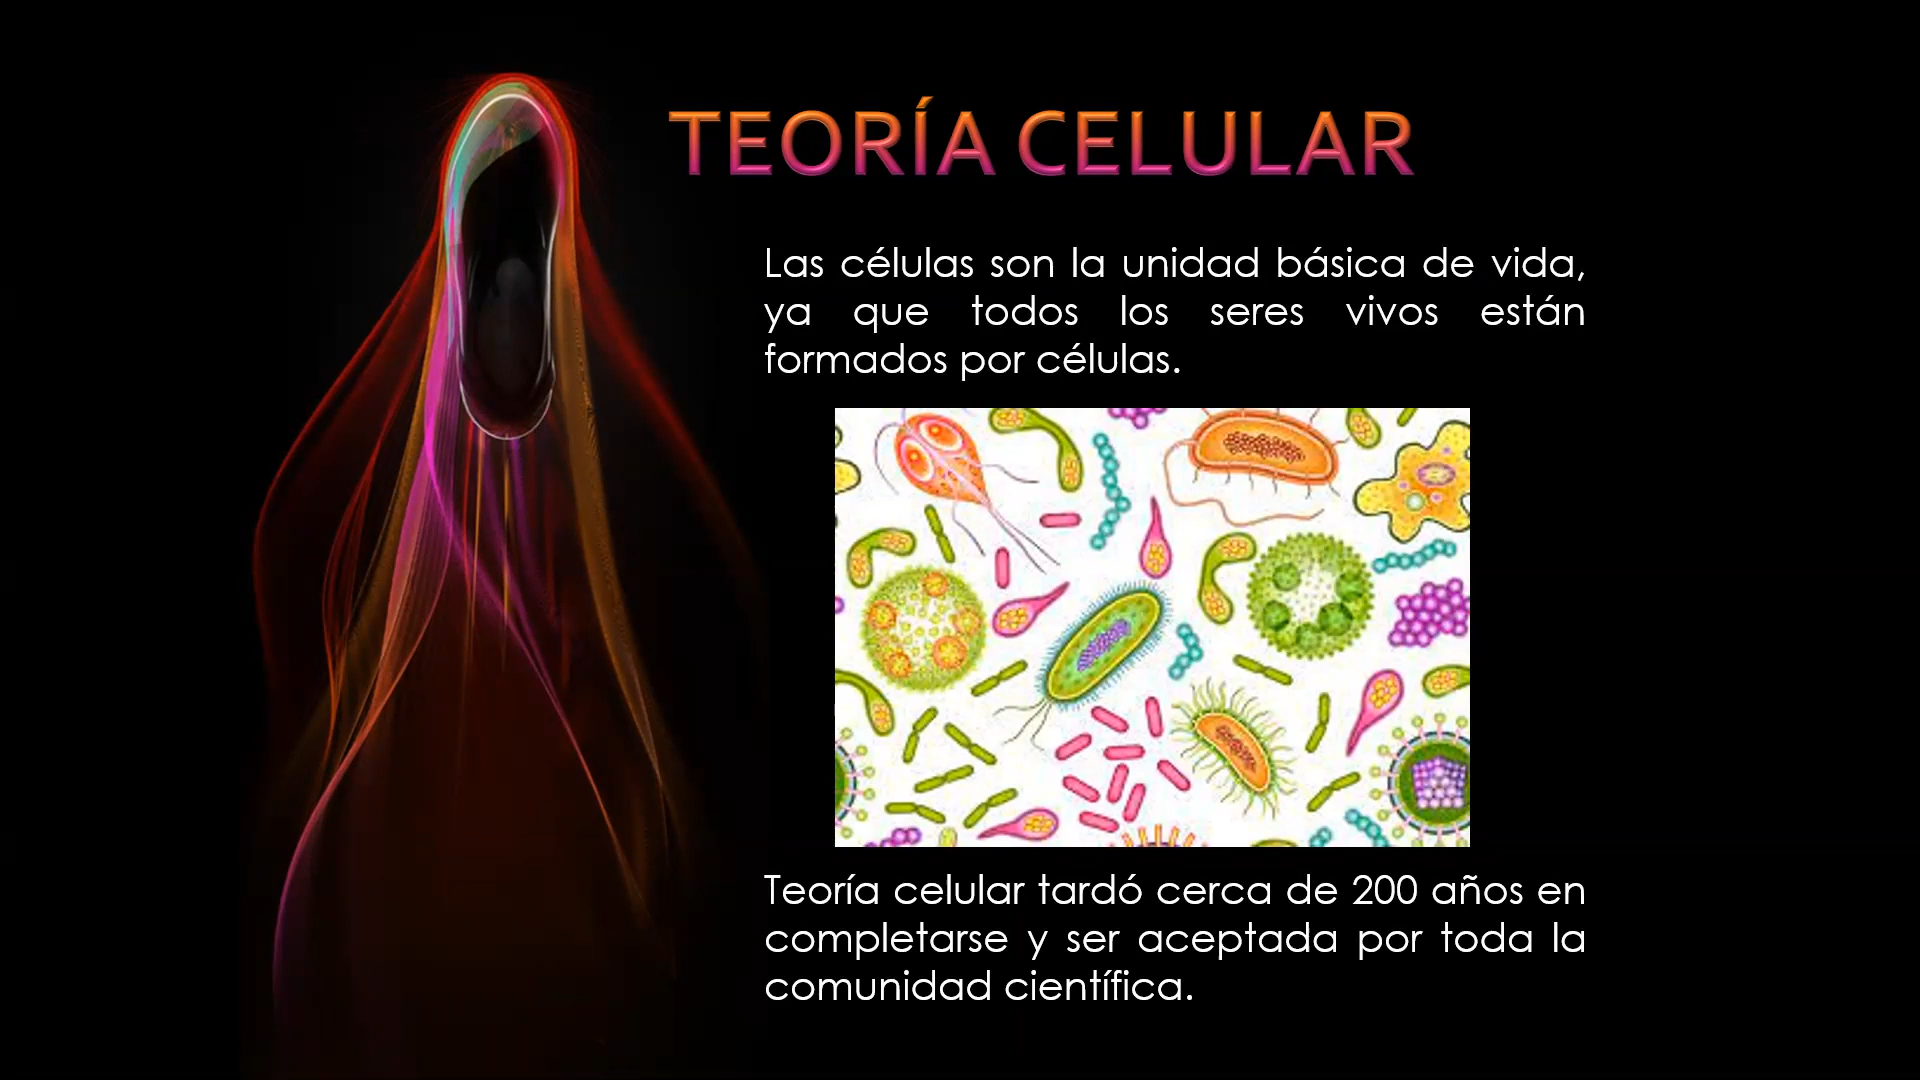 TEORÍA CELULAR
Las células son la unidad básica de vida,
ya que todos los seres vivos están
formados por células.
Teoría celular tardó cerca de 200 años en
completarse y ser aceptada por toda la
comunidad científica.